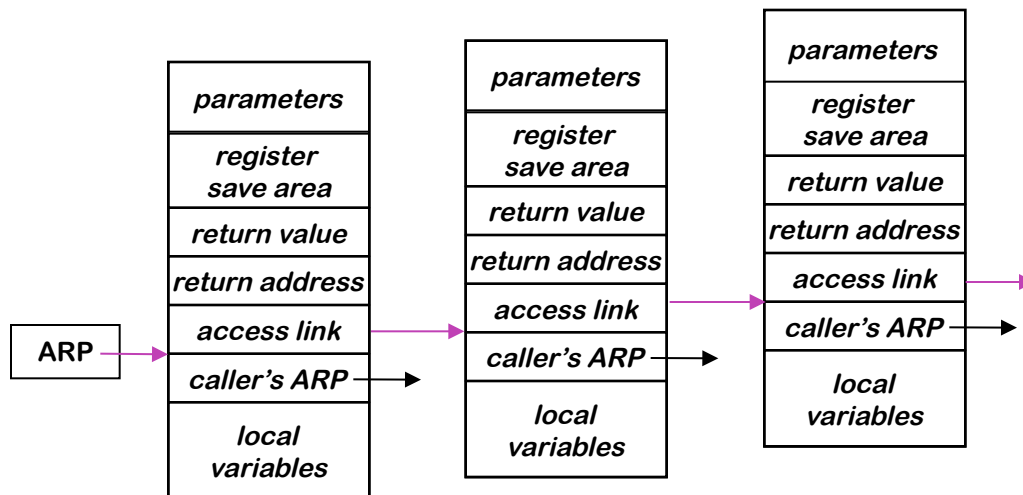 ARP
parameters
register
save area
return value
return address
access link
caller's ARP
local
variables
parameters
register
save area
return value
return address
access link
caller's ARP
local
variables
parameters
register
save area
return value
return address
access link
caller's ARP
local
variables